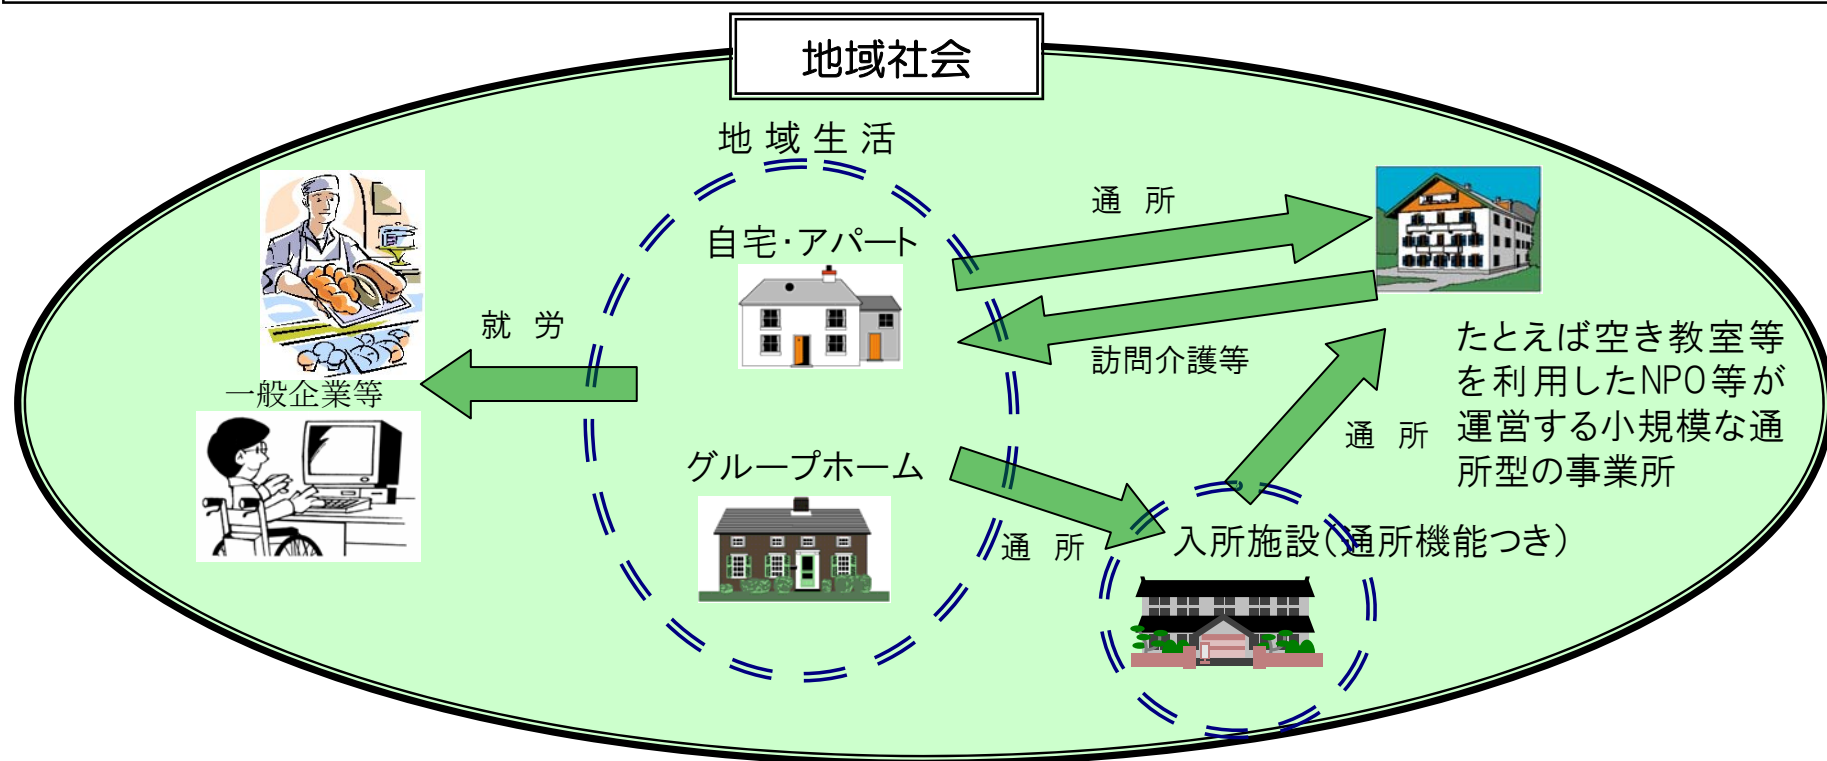 地域社会
地域生活
自宅・アパート
通所
訪問介護等
就労
一般企業等
たとえば空き教室等
を利用したNPO等が
運営する小規模な通
所型の事業所
通所
グループホーム
通所
入所施設(通所機能つき)